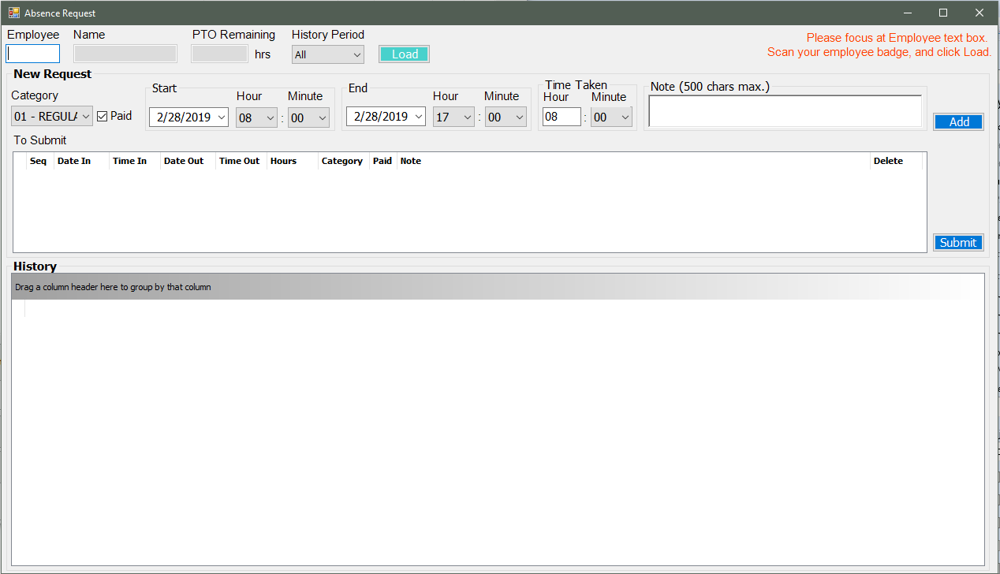 Absence Request
Employee Name PTO Remaining History Period
hrs All Load
Please focus at Employee text box.
Scan your employee badge, and click Load.
New Request
Category Start Hour Minute End Hour Minute Time Taken Hour Minute Note (500 chars max.)
01 - REGULA Paid 2/28/2019 08 : 00 2/28/2019 17 : 00 08 : 00 Add
To Submit
Seq Date In Time In Date Out Time Out Hours Category Paid Note Delete
Submit
History
Drag a column header here to group by that column